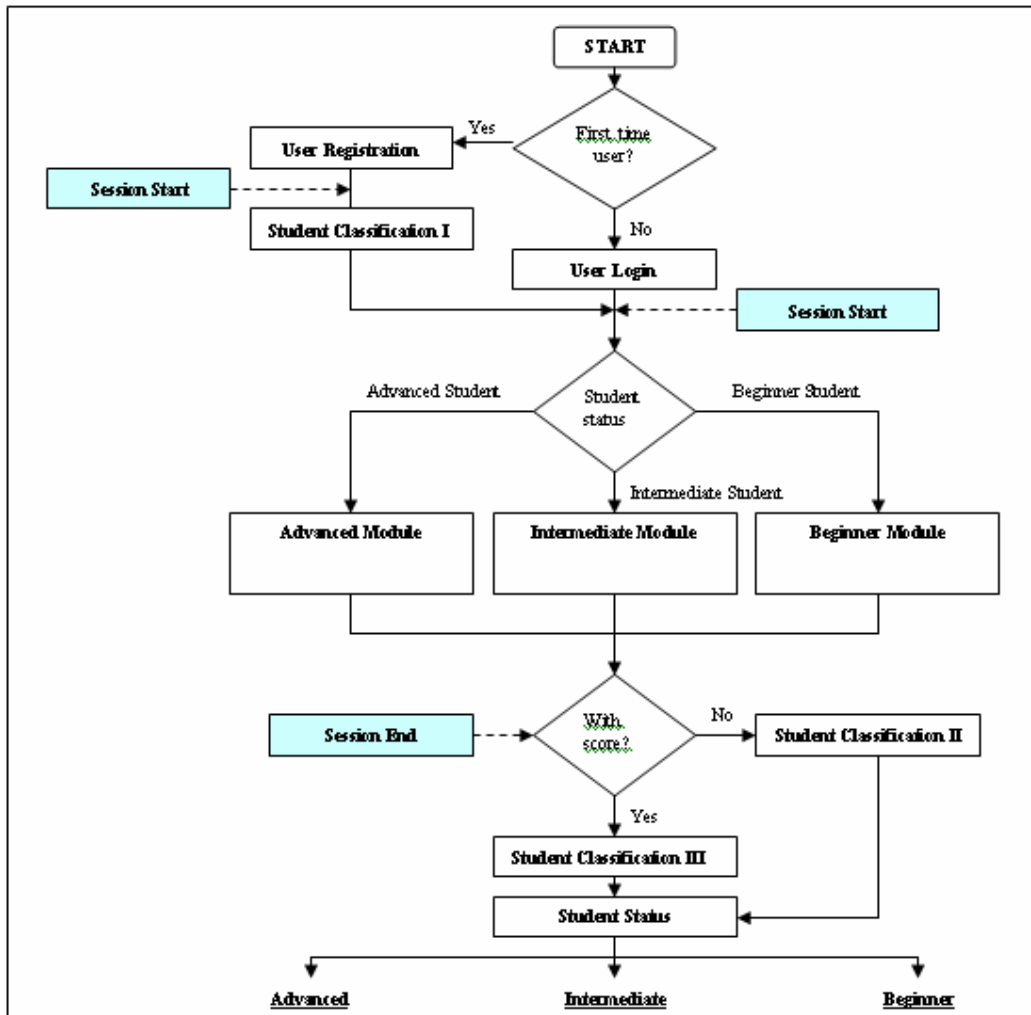 START
First time
user?
Yes
User Registration
Session Start
Student Classification I
No
User Login
Session Start
Advanced Student
Student
status
Beginner Student
Intermediate Student
Advanced Module
Intermediate Module
Beginner Module
Session End
With
score?
No
Student Classification II
Yes
Student Classification III
Student Status
Advanced
Intermediate
Beginner